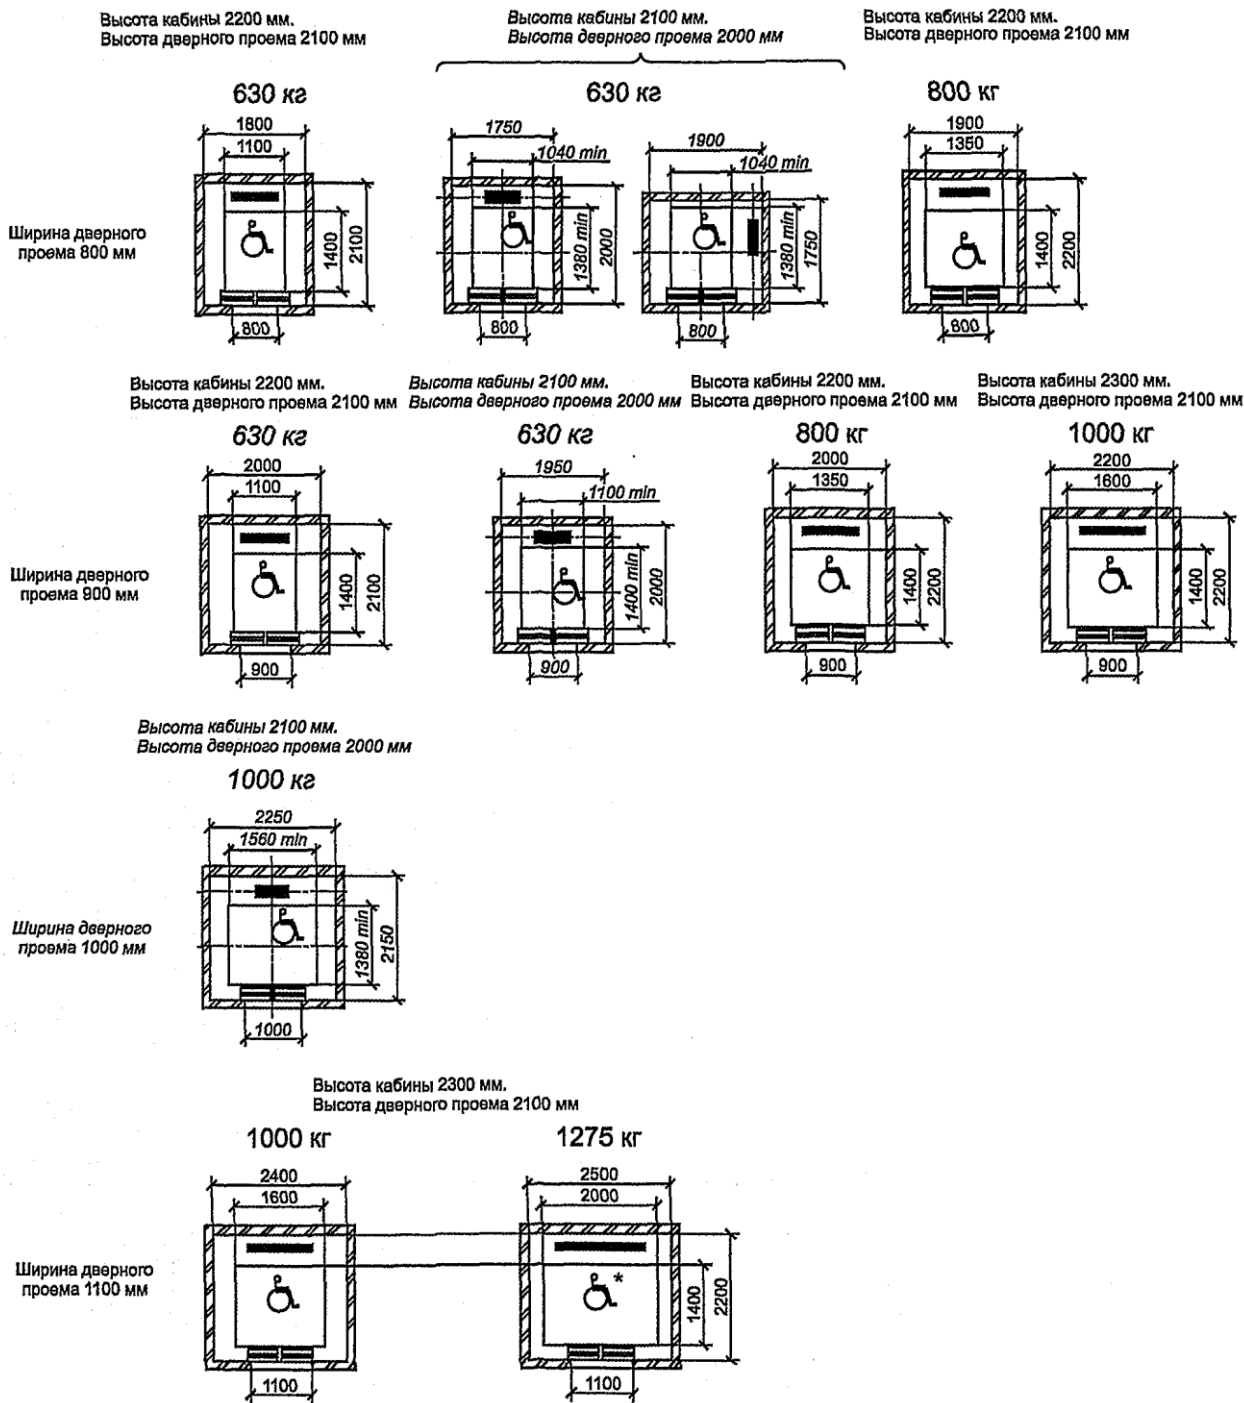 Высота кабины 2200 мм.
Высота дверного проема 2100 мм
Высота кабины 2100 мм.
Высота дверного проема 2000 мм
Высота кабины 2200 мм.
Высота дверного проема 2100 мм
630 кг
630 кг
800 кг
1800
1100
1750
1040 min
1900
1040 min
1900
1350
Ширина дверного
проема 800 мм
1400
2100
1380 min
2000
1380 min
1750
1400
2200
800
800
800
800
Высота кабины 2200 мм.
Высота дверного проема 2100 мм
Высота кабины 2100 мм.
Высота дверного проема 2000 мм
Высота кабины 2200 мм.
Высота дверного проема 2100 мм
Высота кабины 2300 мм.
Высота дверного проема 2100 мм
630 кг
630 кг
800 кг
1000 кг
2000
1100
1950
1100 min
2000
1350
2200
1600
Ширина дверного
проема 900 мм
1400
2100
1400 min
2000
1400
2200
1400
2200
900
900
900
900
Высота кабины 2100 мм.
Высота дверного проема 2000 мм
1000 кг
2250
1560 min
Ширина дверного
проема 1000 мм
1380 min
2150
1000
Высота кабины 2300 мм.
Высота дверного проема 2100 мм
1000 кг
1275 кг
2400
1600
2500
2000
Ширина дверного
проема 1100 мм
*
1400
2200
1100
1100